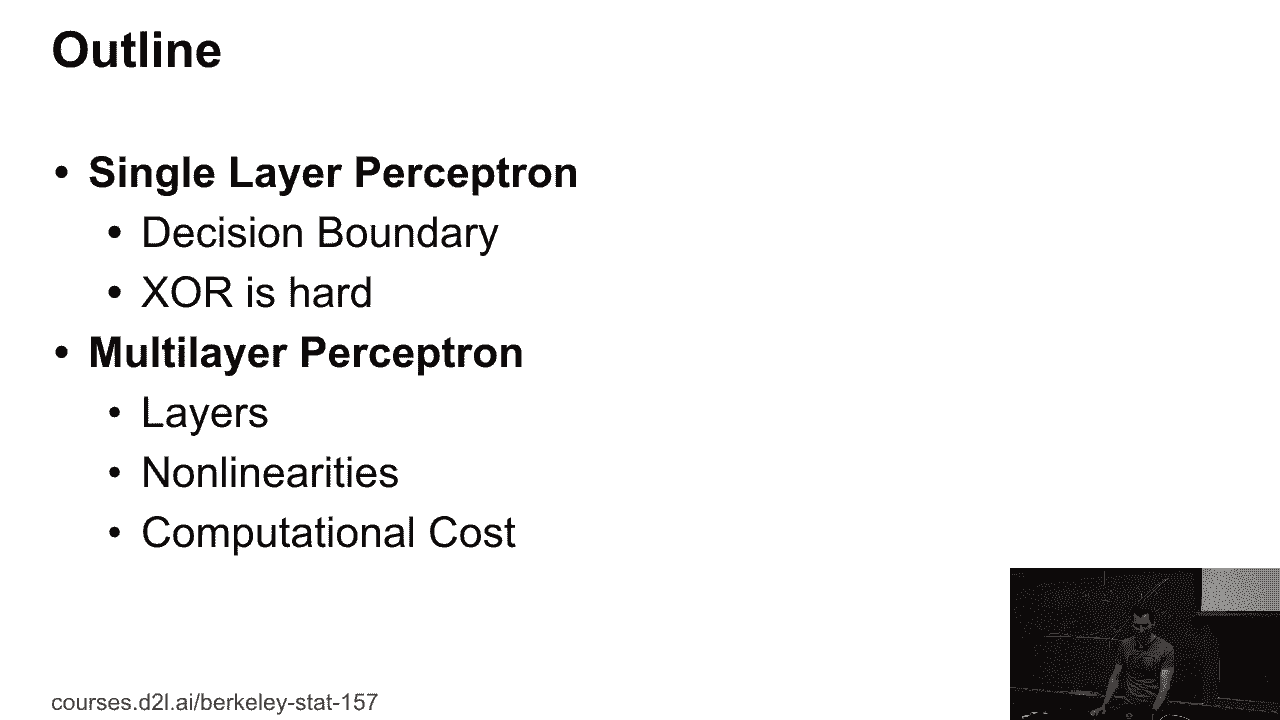 Outline
• Single Layer Perceptron
• Decision Boundary
• XOR is hard
• Multilayer Perceptron
• Layers
• Nonlinearities
• Computational Cost
courses.d2l.ai/berkeley-stat-157